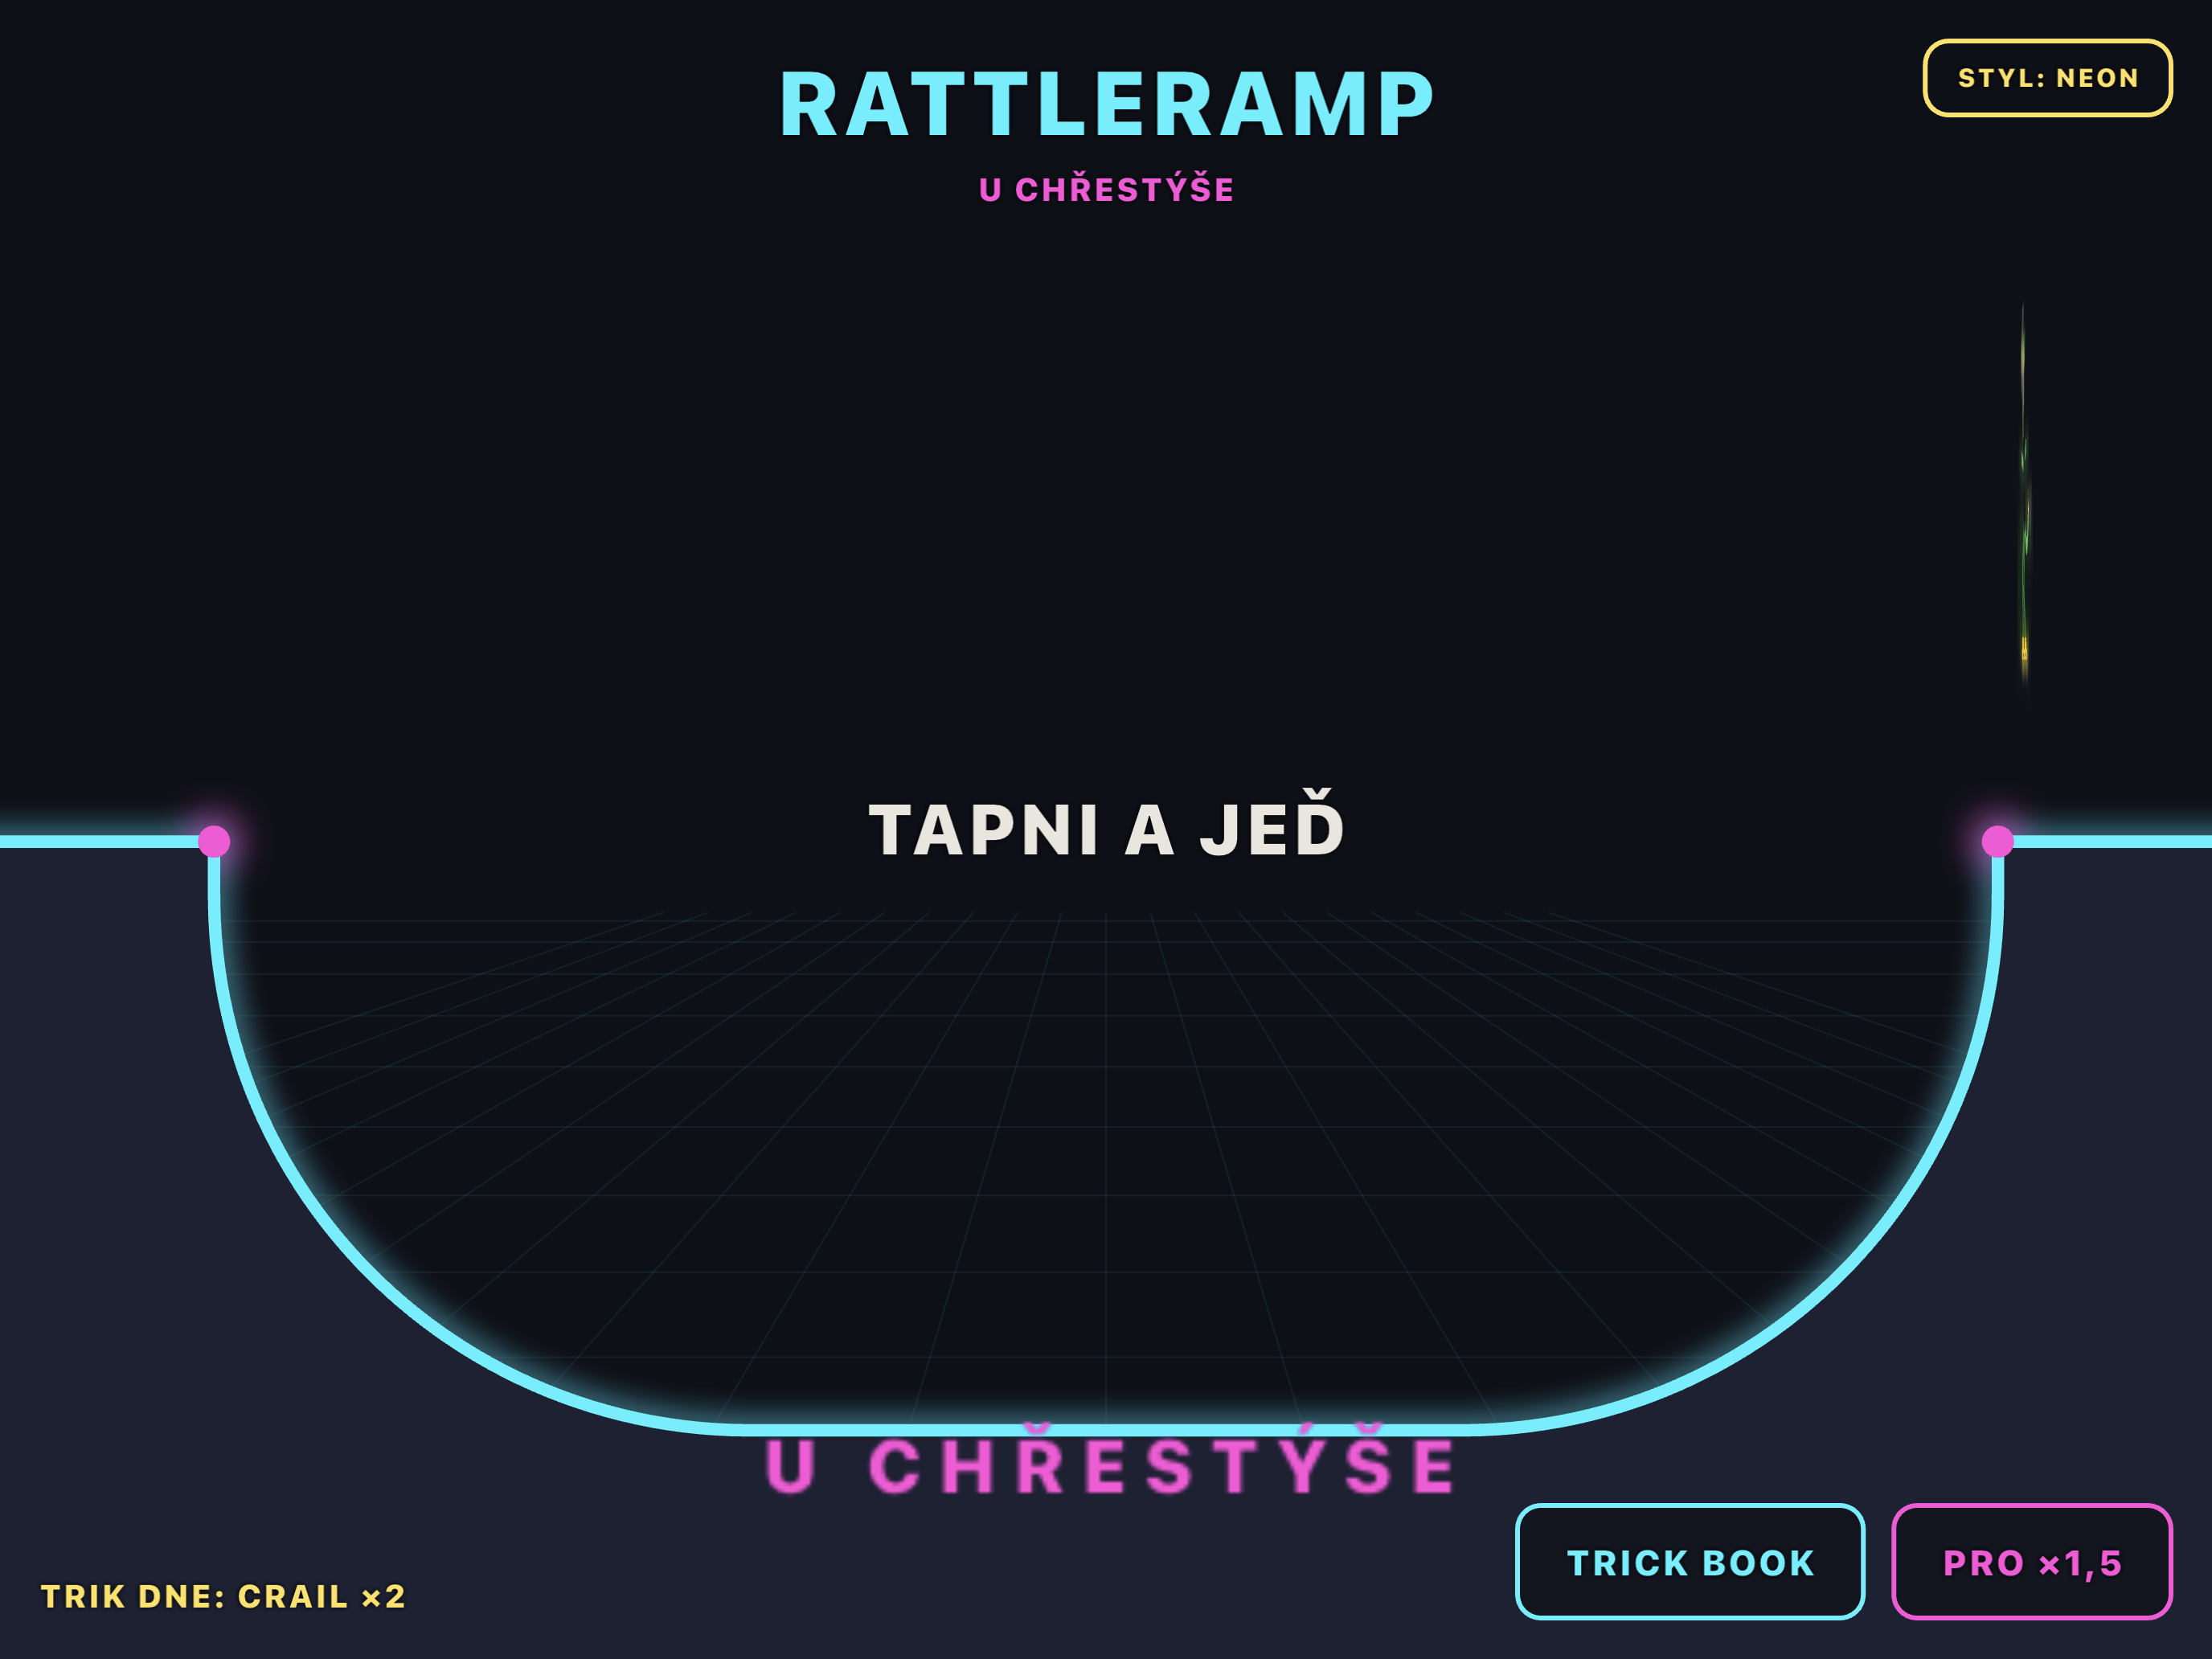 RATTLERAMP
STYL: NEON
U CHŘESTÝŠE
TAPNI A JEĎ
U CHŘESTÝŠE
TRICK BOOK
PRO ×1,5
TRIK DNE: CRAIL ×2